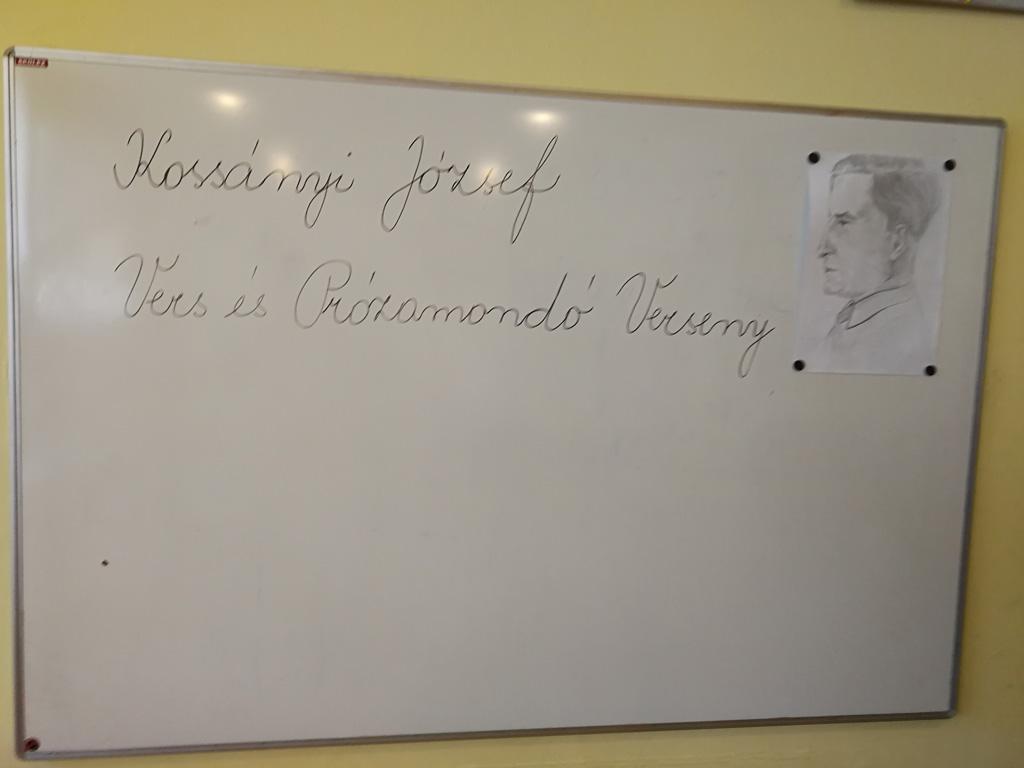 Kossányi József
Vers és Prózamondó Verseny